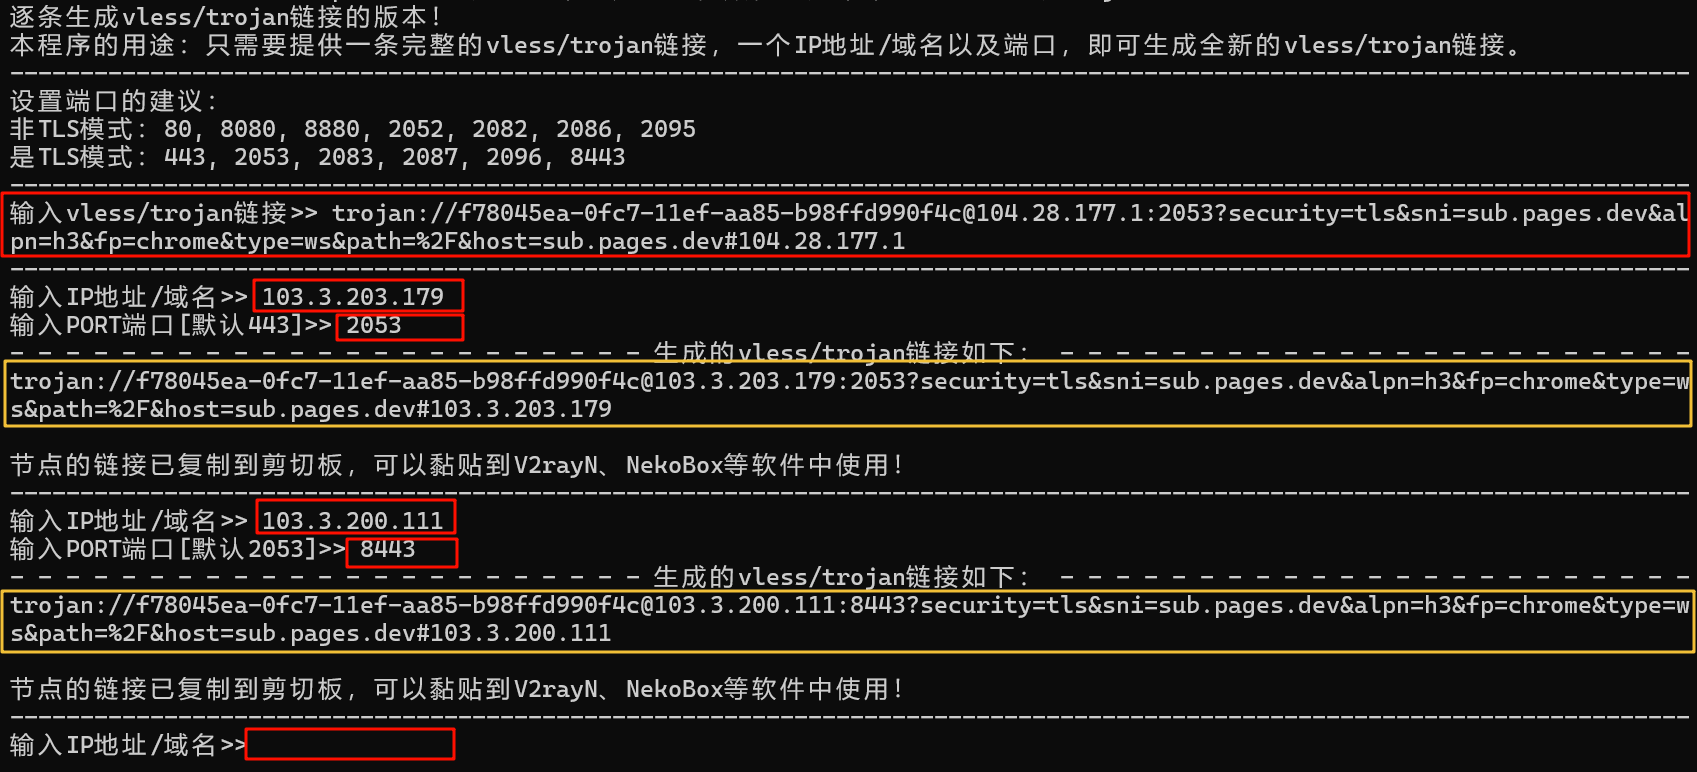 逐条生成vless/trojan链接的版本！
本程序的用途：只需要提供一条完整的vless/trojan链接，一个IP地址/域名以及端口，即可生成全新的vless/trojan链接。
------------------------------------------------------------------------------------------------------------------------
设置端口的建议：
非TLS模式：80, 8080, 8880, 2052, 2082, 2086, 2095
是TLS模式：443, 2053, 2083, 2087, 2096, 8443
------------------------------------------------------------------------------------------------------------------------
输入vless/trojan链接>> trojan://f78045ea-0fc7-11ef-aa85-b98ffd990f4c@104.28.177.1:2053?security=tls&sni=sub.pages.dev&al
pn=h3&fp=chrome&type=ws&path=%2F&host=sub.pages.dev#104.28.177.1
------------------------------------------------------------------------------------------------------------------------
输入IP地址/域名>> 103.3.203.179
输入PORT端口[默认443]>> 2053
- - - - - - - - - - - - - - - - - - - - - - - 生成的vless/trojan链接如下： - - - - - - - - - - - - - - - - - - - - - - -
trojan://f78045ea-0fc7-11ef-aa85-b98ffd990f4c@103.3.203.179:2053?security=tls&sni=sub.pages.dev&alpn=h3&fp=chrome&type=w
s&path=%2F&host=sub.pages.dev#103.3.203.179
节点的链接已复制到剪切板，可以黏贴到V2rayN、NekoBox等软件中使用！
------------------------------------------------------------------------------------------------------------------------
输入IP地址/域名>> 103.3.200.111
输入PORT端口[默认2053]>> 8443
- - - - - - - - - - - - - - - - - - - - - - - 生成的vless/trojan链接如下： - - - - - - - - - - - - - - - - - - - - - - -
trojan://f78045ea-0fc7-11ef-aa85-b98ffd990f4c@103.3.200.111:8443?security=tls&sni=sub.pages.dev&alpn=h3&fp=chrome&type=w
s&path=%2F&host=sub.pages.dev#103.3.200.111
节点的链接已复制到剪切板，可以黏贴到V2rayN、NekoBox等软件中使用！
------------------------------------------------------------------------------------------------------------------------
输入IP地址/域名>>